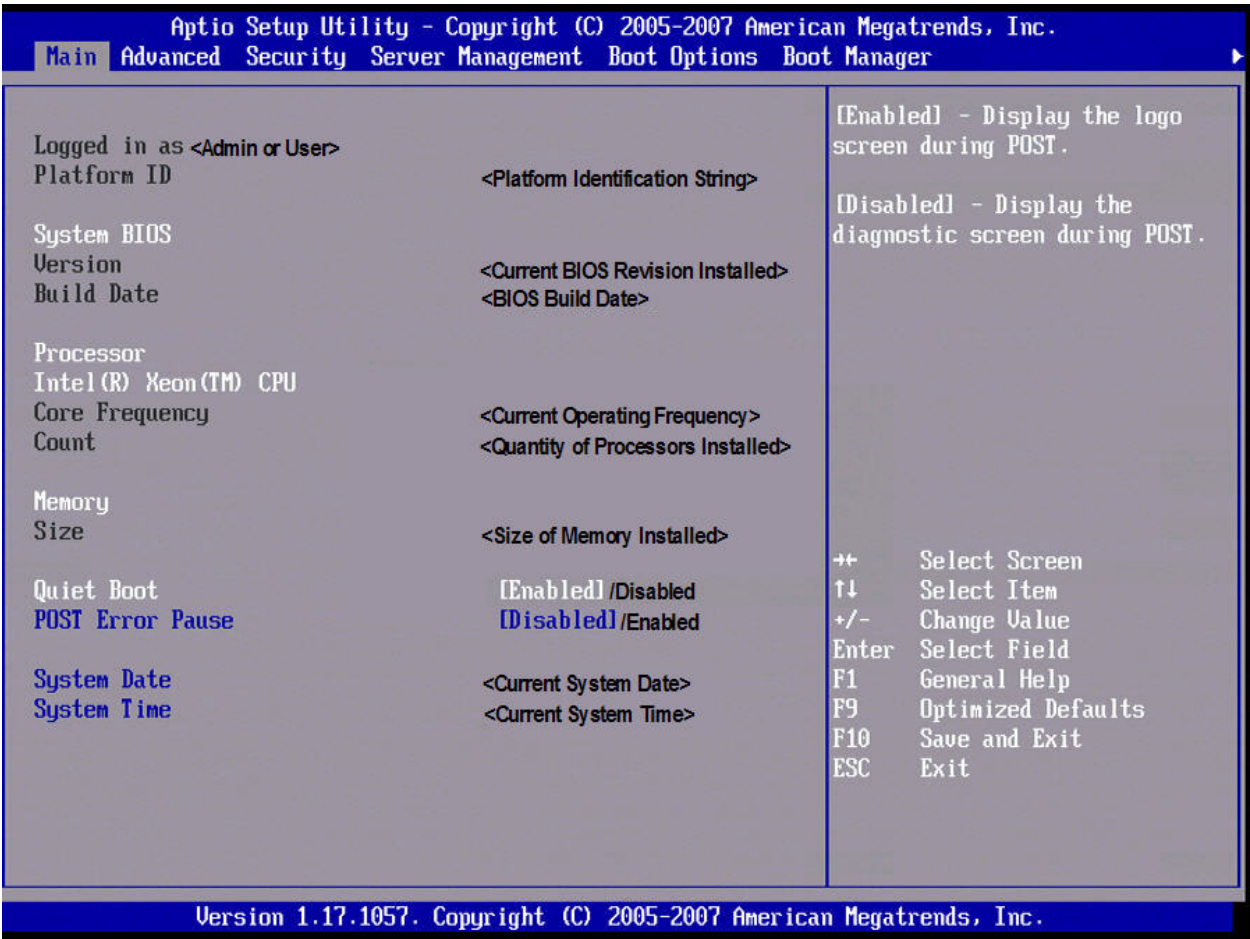 Aptio Setup Utility - Copyright (C) 2005-2007 American Megatrends, Inc.
Main Advanced Security Server Management Boot Options Boot Manager
Logged in as <Admin or User>
Platform ID <Platform Identification String>
System BIOS
Version <Current BIOS Revision Installed>
Build Date <BIOS Build Date>
Processor
Intel(R) Xeon(TM) CPU
Core Frequency <Current Operating Frequency>
Count <Quantity of Processors Installed>
Memory
Size <Size of Memory Installed>
Quiet Boot [Enabled]/Disabled
POST Error Pause [Disabled]/Enabled
System Date <Current System Date>
System Time <Current System Time>
[Enabled] - Display the logo
screen during POST.
[Disabled] - Display the
diagnostic screen during POST.
→← Select Screen
↑↓ Select Item
+/- Change Value
Enter Select Field
F1 General Help
F9 Optimized Defaults
F10 Save and Exit
ESC Exit
Version 1.17.1057. Copyright (C) 2005-2007 American Megatrends, Inc.